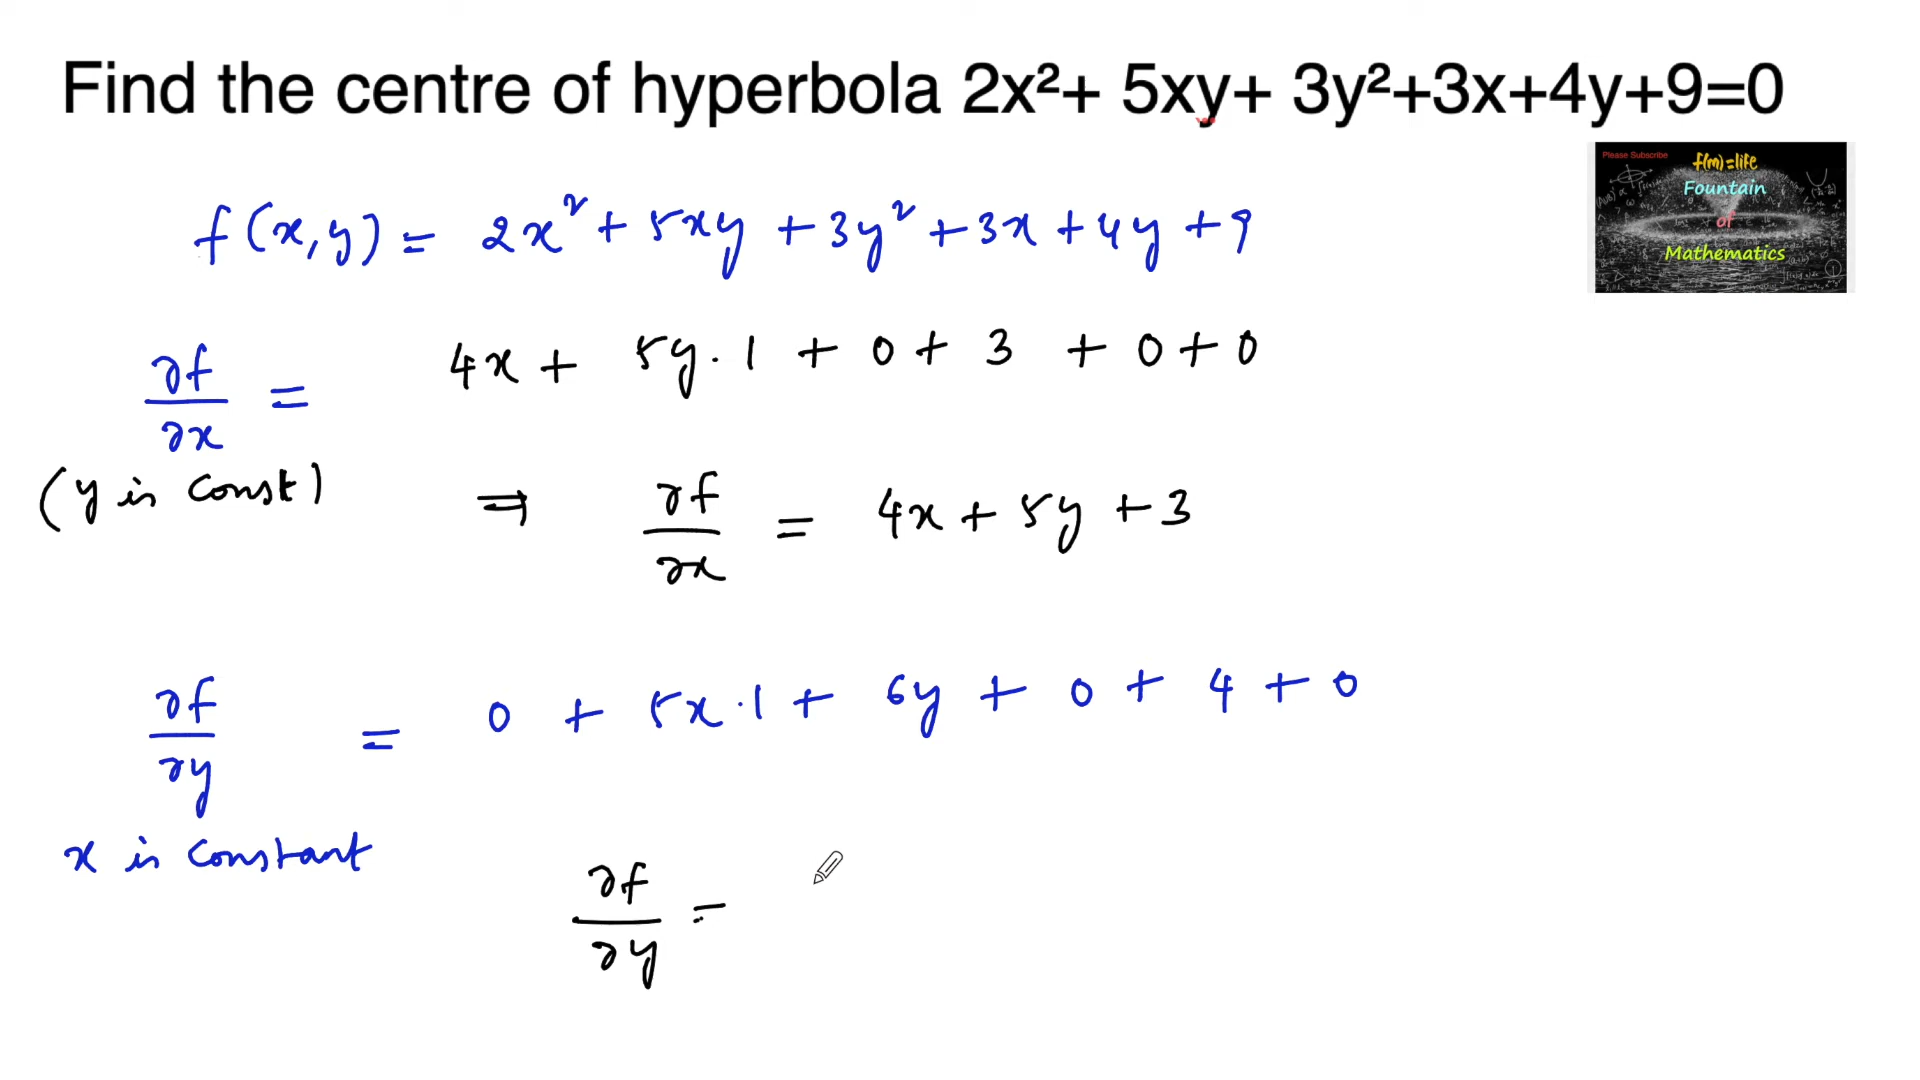 Find the centre of hyperbola 2x²+ 5xy+ 3y²+3x+4y+9=0
Please Subscribe
f(m)=life
Fountain
of
Mathematics
f(x,y) = 2x² + 5xy + 3y² + 3x + 4y + 9
∂f/∂x = 4x + 5y.1 + 0 + 3 + 0 + 0
(y is const)
⇒ ∂f/∂x = 4x + 5y + 3
∂f/∂y = 0 + 5x.1 + 6y + 0 + 4 + 0
x is constant
∂f/∂y =